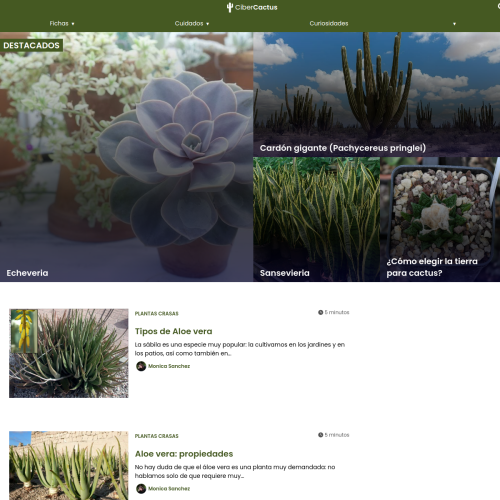 CiberCactus
Fichas ▾
Cuidados ▾
Curiosidades
▾
DESTACADOS
Cardón gigante (Pachycereus pringlei)
Echeveria
Sansevieria
¿Cómo elegir la tierra
para cactus?
PLANTAS CRASAS
5 minutos
Tipos de Aloe vera
La sábila es una especie muy popular: la cultivamos en los jardines y en
los patios, así como también en…
Monica Sanchez
PLANTAS CRASAS
5 minutos
Aloe vera: propiedades
No hay duda de que el áloe vera es una planta muy demandada: no
hablamos solo de que requiere muy…
Monica Sanchez